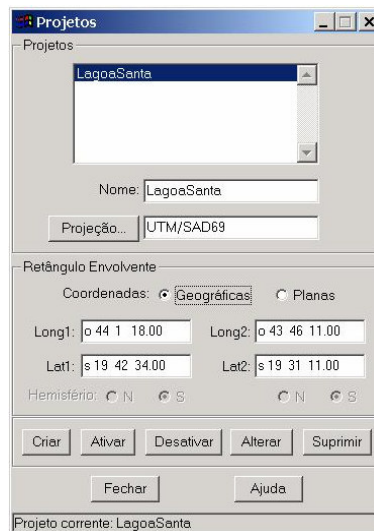 Projetos
Projetos
LagoaSanta
Nome: LagoaSanta
Projeção... UTM/SAD69
Retângulo Envolvente
Coordenadas: Geográficas Planas
Long1: o 44 1 18.00 Long2: o 43 46 11.00
Lat1: s 19 42 34.00 Lat2: s 19 31 11.00
Hemisfério: N S N S
Criar Ativar Desativar Alterar Suprimir
Fechar Ajuda
Projeto corrente: LagoaSanta